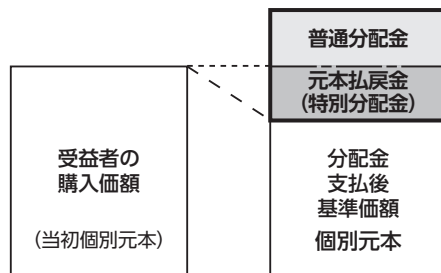 普通分配金
元本払戻金
(特別分配金)
受益者の
購入価額
(当初個別元本)
分配金
支払後
基準価額
個別元本